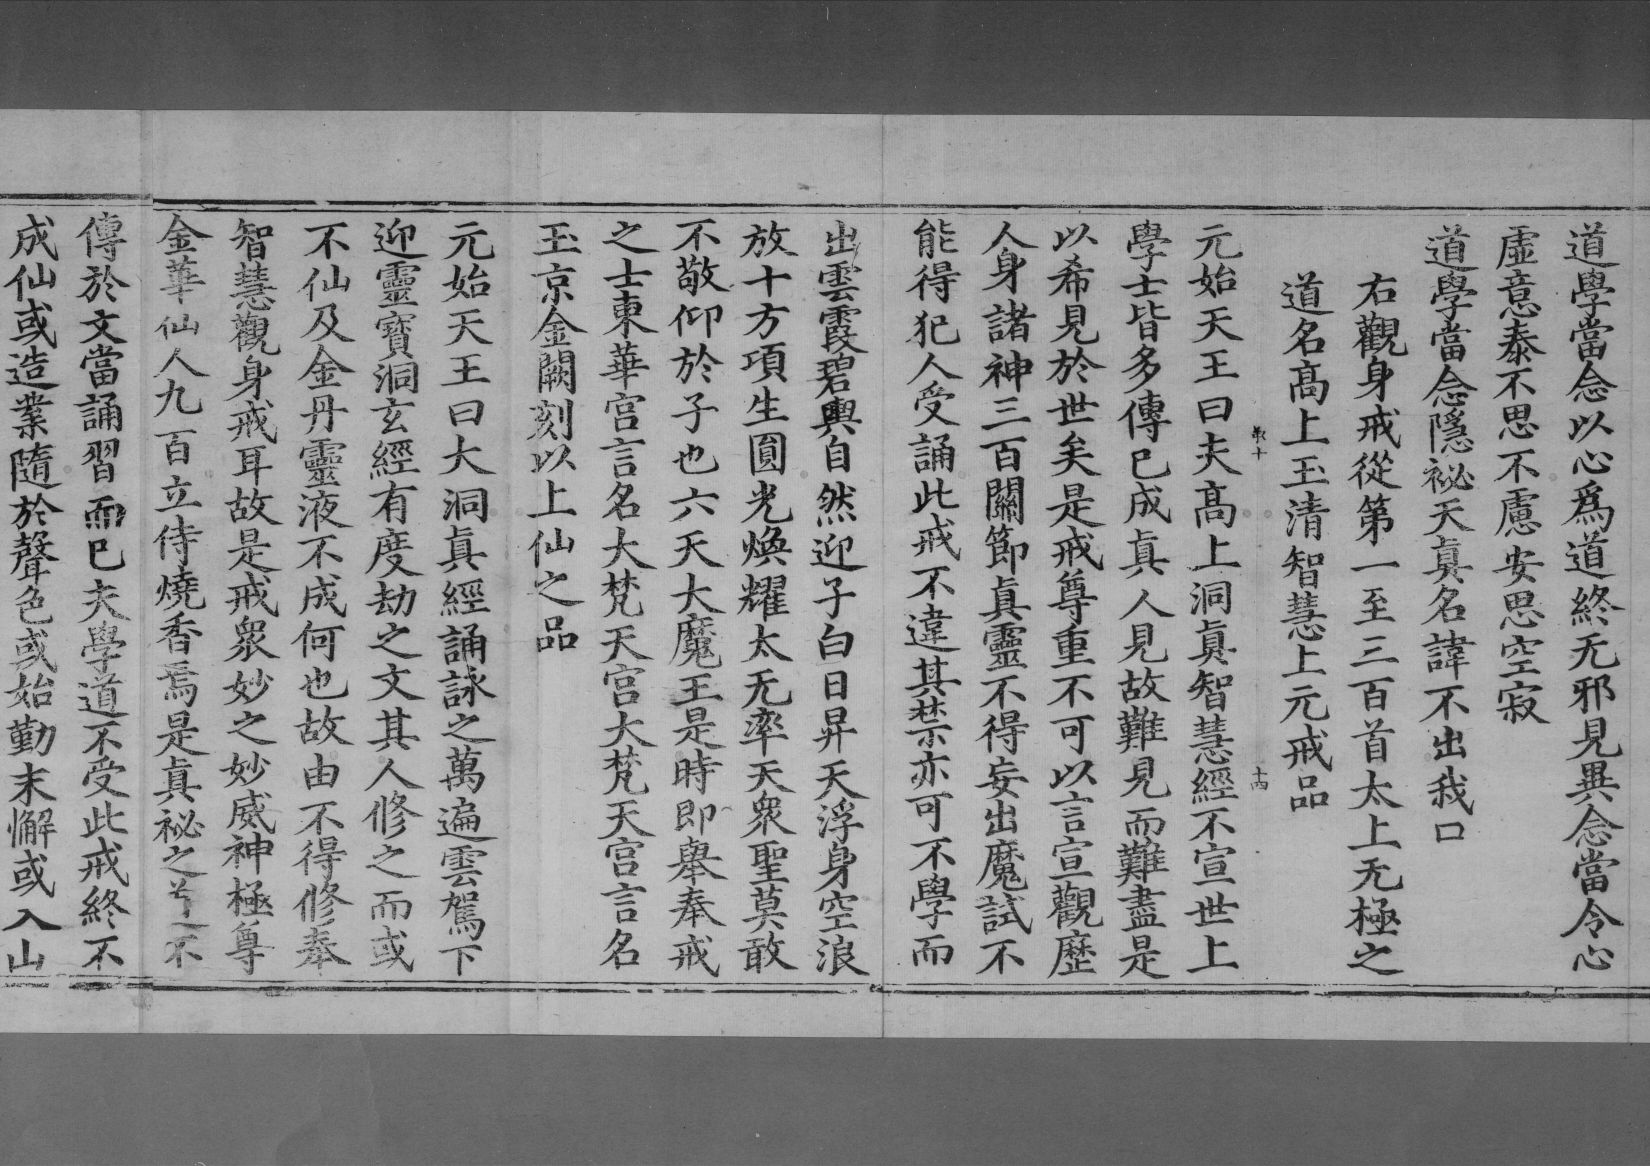 道學當念以心爲道終无邪見異念當令心
虛意泰不思不慮安思空寂
道學當念隱祕天眞名諱不出我口
右觀身戒從第一至三百首太上无極之
道名髙上玉清智慧上元戒品
十四
元始天王曰夫髙上洞眞智慧經不宣世上
學士皆多傳已成眞人見故難見而難盡是
以希見於世矣是戒尊重不可以言宣觀歷
人身諸神三百關節眞靈不得妄出魔試不
能得犯人受誦此戒不違其禁亦可不學而
出雲霞碧輿自然迎子白日昇天浮身空浪
放十方項生圓光煥耀太无率天衆聖莫敢
不敬仰於子也六天大魔王是時即舉奉戒
之士東華宮言名大梵天宮大梵天宮言名
玉京金闕刻以上仙之品
元始天王曰大洞眞經誦詠之萬遍雲駕下
迎靈寳洞玄經有度劫之文其人修之而或
不仙及金丹靈液不成何也故由不得修奉
智慧觀身戒耳故是戒衆妙之妙威神極尊
金華仙人九百立侍燒香焉是眞祕之不
傳於文當誦習而已夫學道不受此戒終不
成仙或造業隨於聲色或始勤末懈或入山